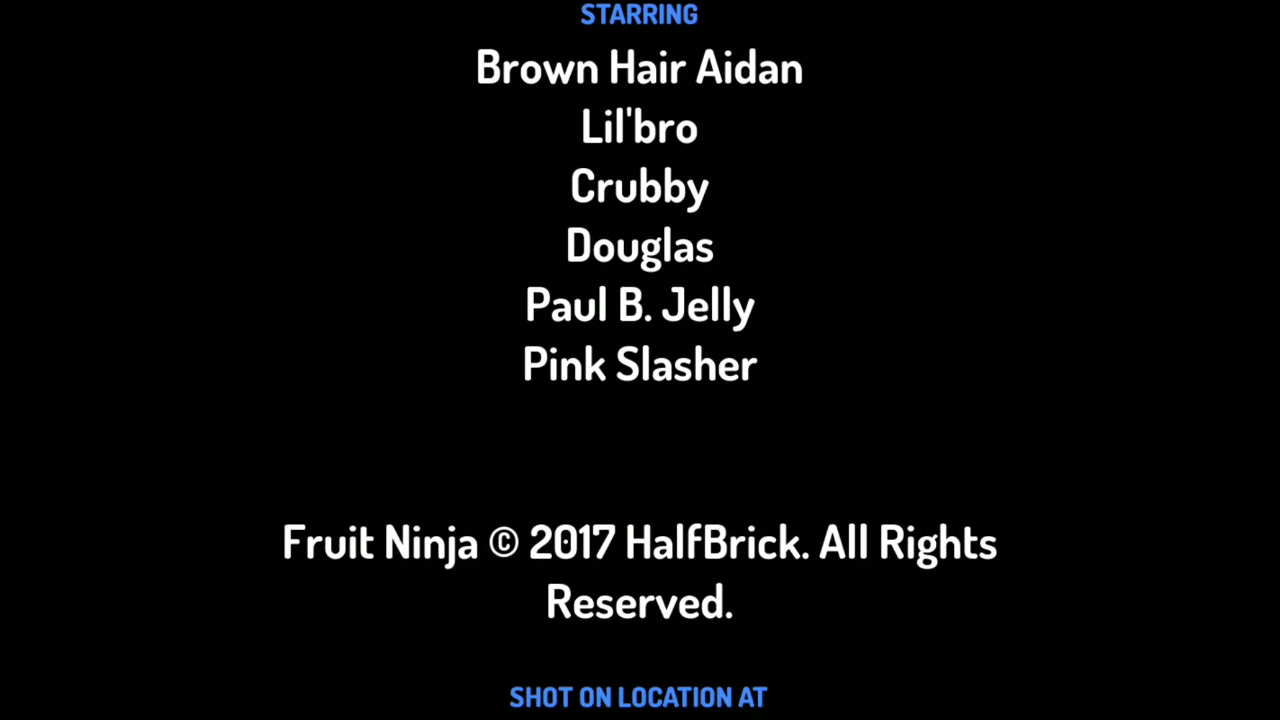 STARRING
Brown Hair Aidan
Lil'bro
Crubby
Douglas
Paul B. Jelly
Pink Slasher
Fruit Ninja © 2017 HalfBrick. All Rights
Reserved.
SHOT ON LOCATION AT